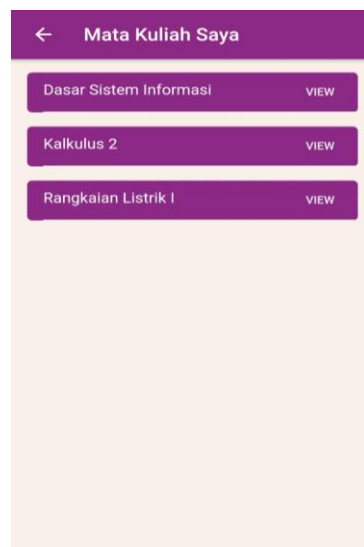 Mata Kuliah Saya
Dasar Sistem Informasi VIEW
Kalkulus 2 VIEW
Rangkaian Listrik I VIEW